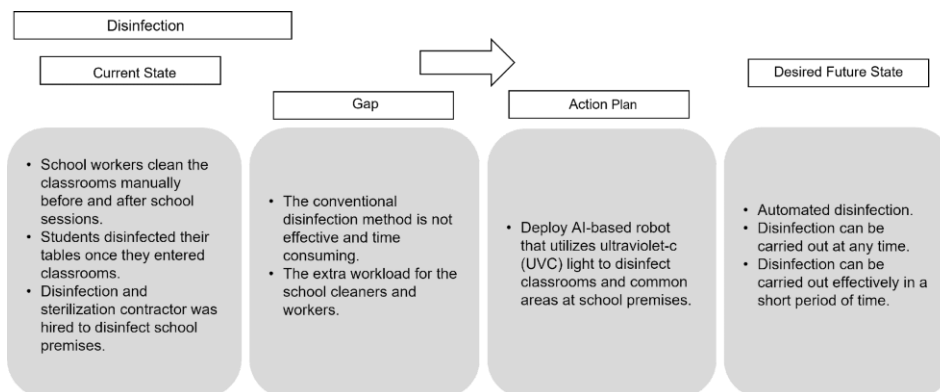 Disinfection
Current State
Gap
Action Plan
Desired Future State
• School workers clean the
classrooms manually
before and after school
sessions.
• Students disinfected their
tables once they entered
classrooms.
• Disinfection and
sterilization contractor was
hired to disinfect school
premises.
• The conventional
disinfection method is not
effective and time
consuming.
• The extra workload for the
school cleaners and
workers.
• Deploy AI-based robot
that utilizes ultraviolet-c
(UVC) light to disinfect
classrooms and common
areas at school premises.
• Automated disinfection.
• Disinfection can be
carried out at any time.
• Disinfection can be
carried out effectively in a
short period of time.